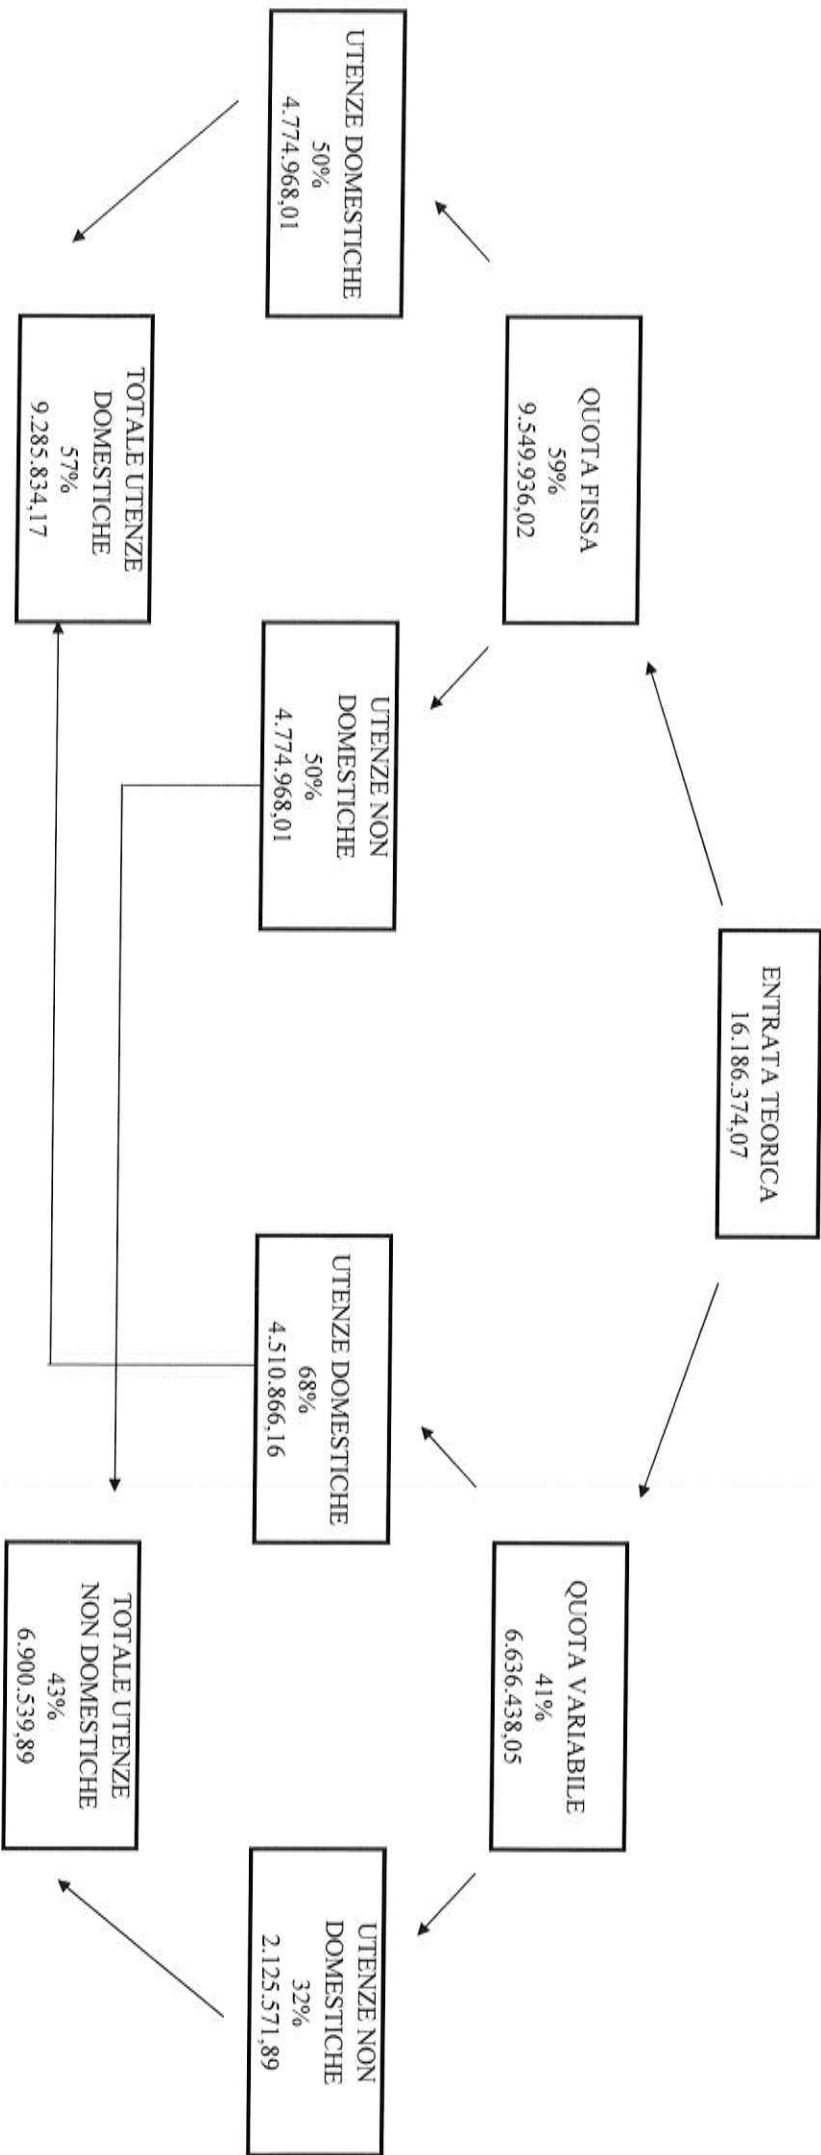 ENTRATA TEORICA
16.186.374,07
QUOTA FISSA
59%
9.549.936,02
QUOTA VARIABILE
41%
6.636.438,05
UTENZE DOMESTICHE
50%
4.774.968,01
UTENZE NON
DOMESTICHE
50%
4.774.968,01
UTENZE DOMESTICHE
68%
4.510.866,16
UTENZE NON
DOMESTICHE
32%
2.125.571,89
TOTALE UTENZE
DOMESTICHE
57%
9.285.834,17
TOTALE UTENZE
NON DOMESTICHE
43%
6.900.539,89